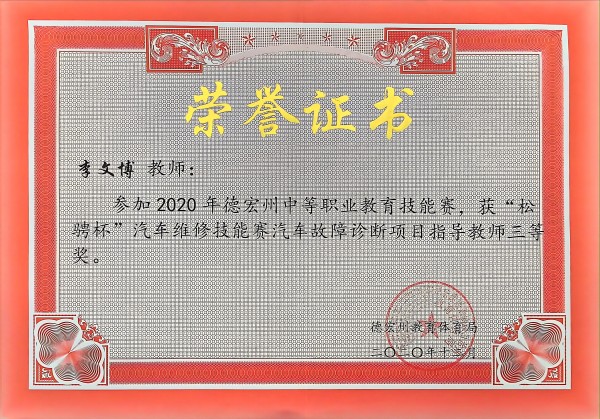 荣誉证书
李文博 教师：
参加2020年德宏州中等职业教育技能赛，获“松
骋杯”汽车维修技能赛汽车故障诊断项目指导教师三等
奖。
德宏州教育体育局
二〇二〇年十二月